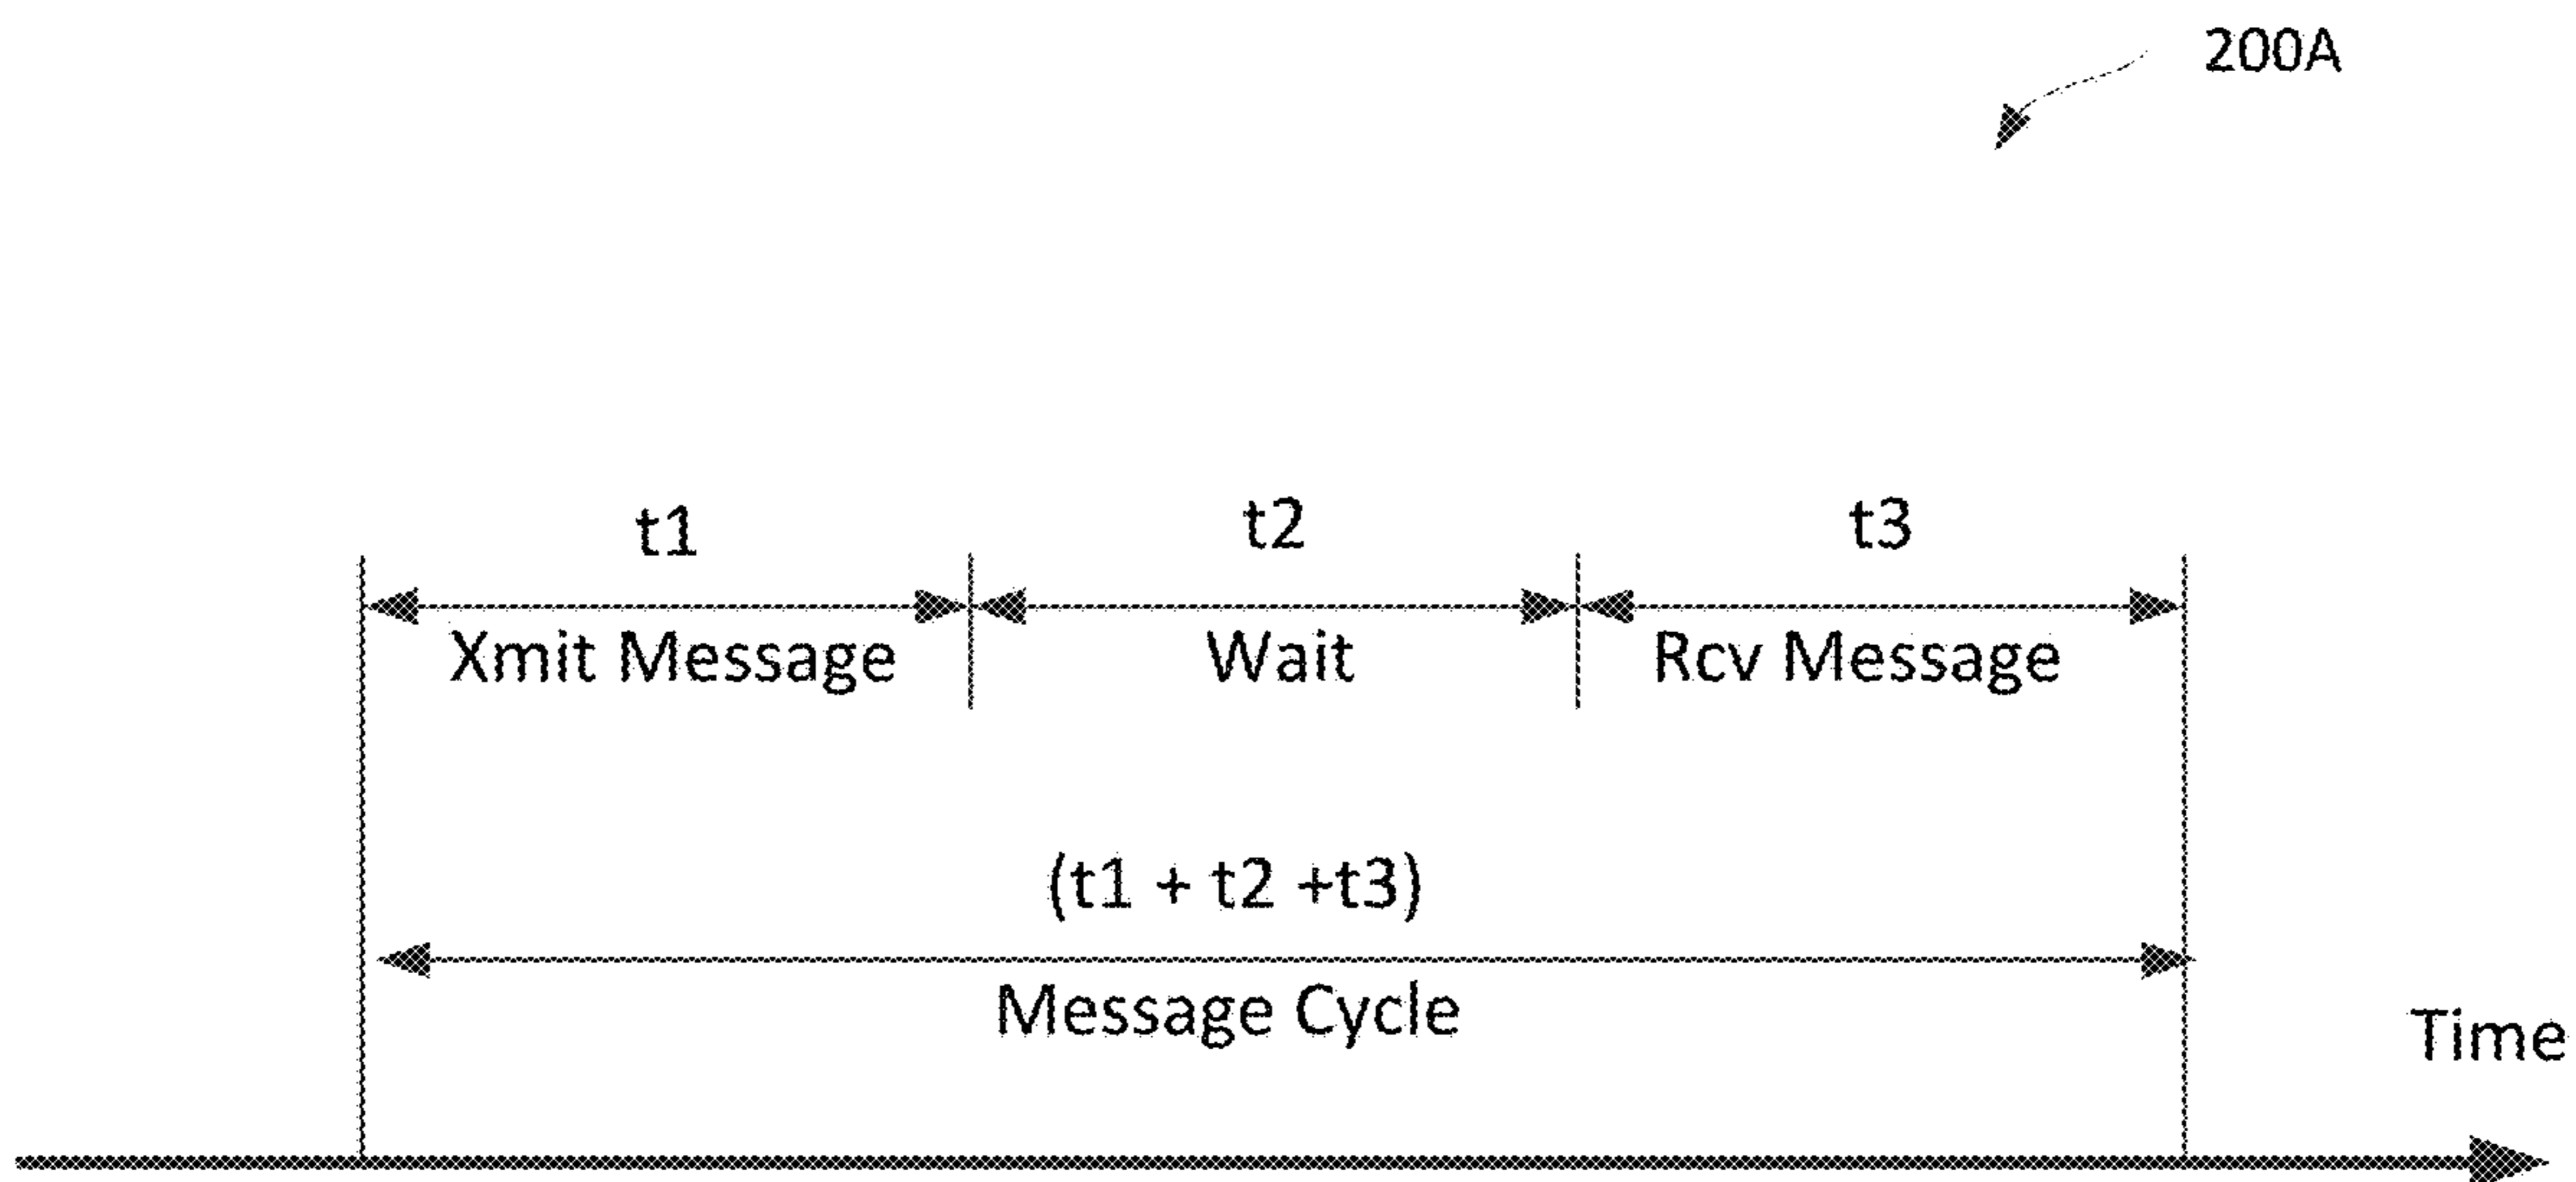 200A
t1
t2
t3
Xmit Message
Wait
Rcv Message
(t1 + t2 +t3)
Message Cycle
Time